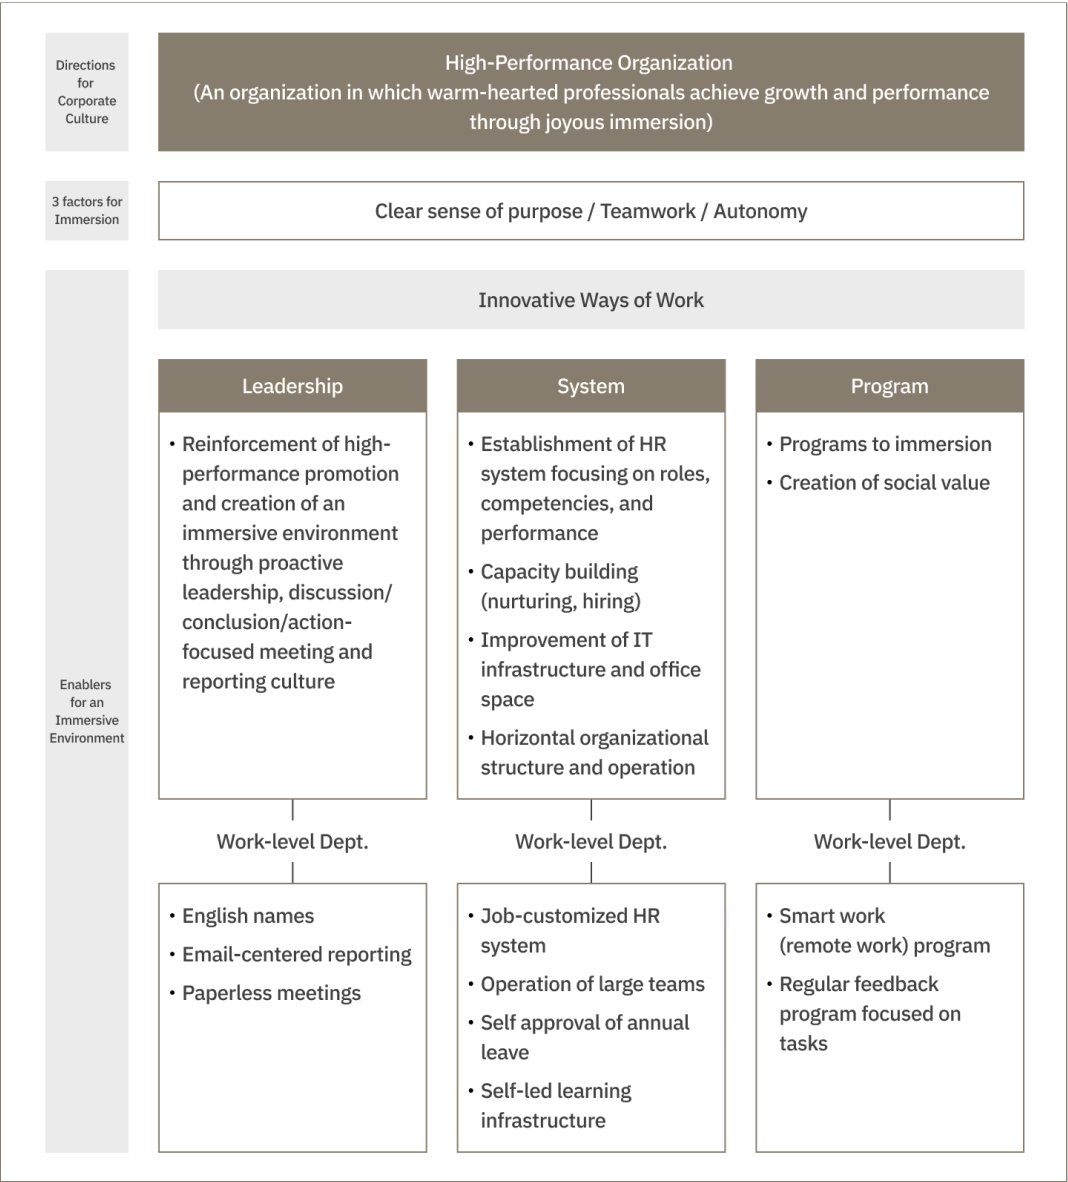 Directions
for
Corporate
Culture
High-Performance Organization
(An organization in which warm-hearted professionals achieve growth and performance
through joyous immersion)
3 factors for
Immersion
Clear sense of purpose / Teamwork / Autonomy
Enablers
for an
Immersive
Environment
Innovative Ways of Work
Leadership
• Reinforcement of high-
performance promotion
and creation of an
immersive environment
through proactive
leadership, discussion/
conclusion/action-
focused meeting and
reporting culture
Work-level Dept.
• English names
• Email-centered reporting
• Paperless meetings
System
• Establishment of HR
system focusing on roles,
competencies, and
performance
• Capacity building
(nurturing, hiring)
• Improvement of IT
infrastructure and office
space
• Horizontal organizational
structure and operation
Work-level Dept.
• Job-customized HR
system
• Operation of large teams
• Self approval of annual
leave
• Self-led learning
infrastructure
Program
• Programs to immersion
• Creation of social value
Work-level Dept.
• Smart work
(remote work) program
• Regular feedback
program focused on
tasks